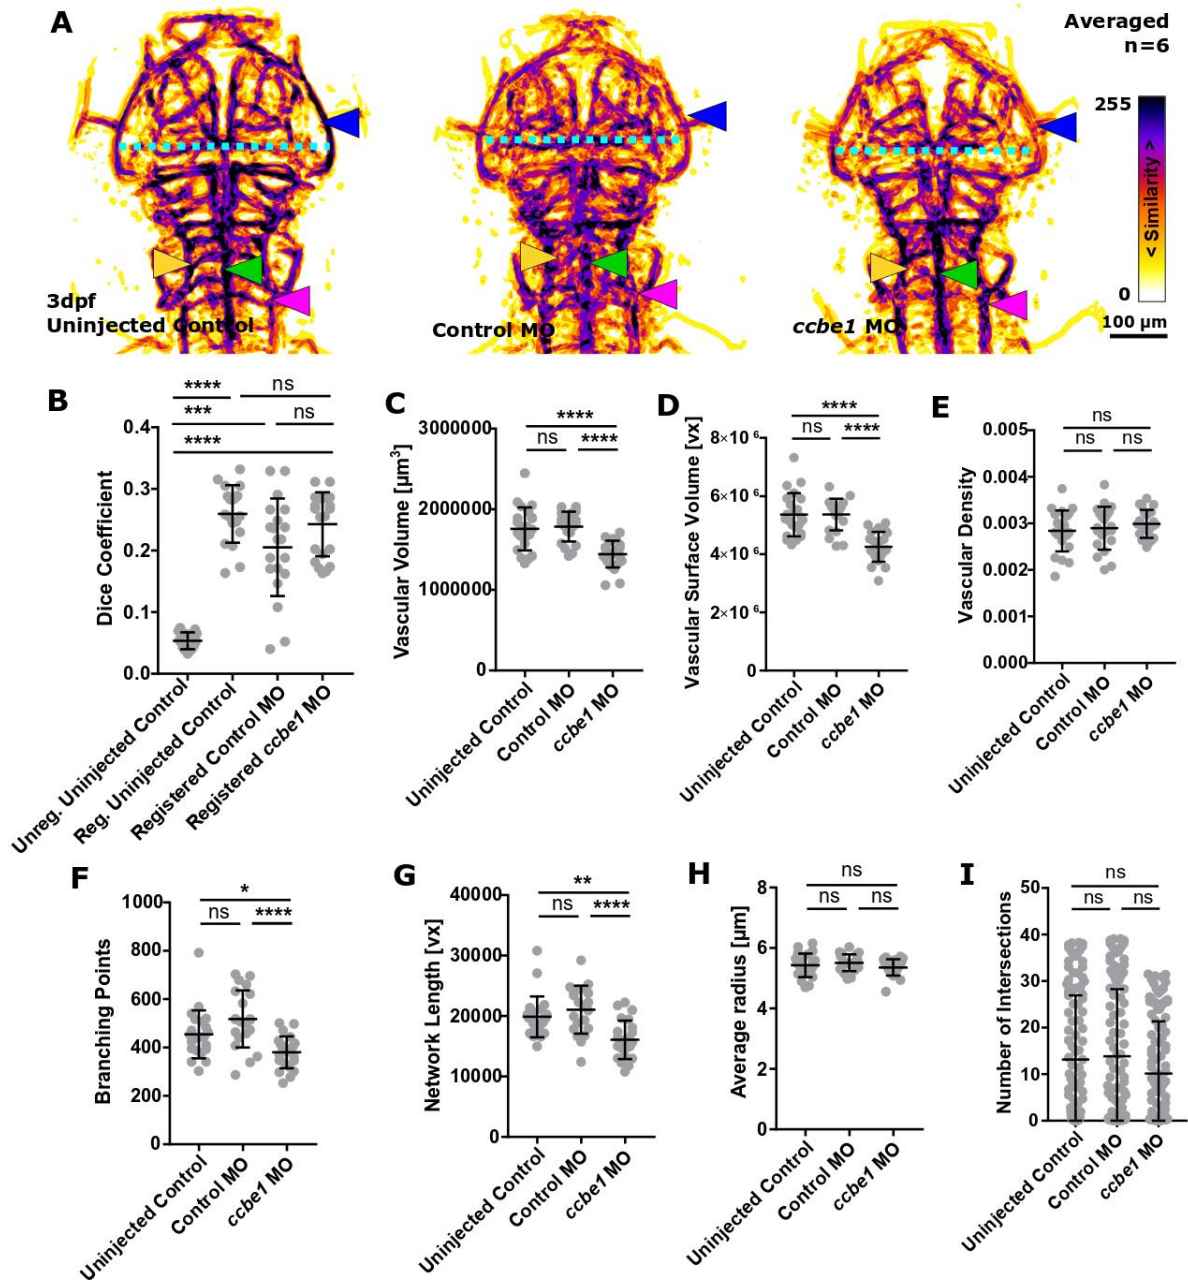 A
Averaged
n=6
255
< Similarity >
0
100 µm
3dpf
Uninjected Control
Control MO
ccbe1 MO
B
****
ns
***
ns
****
Dice Coefficient
0.4
0.3
0.2
0.1
0.0
Unreg. Uninjected Control
Reg. Uninjected Control
Registered Control MO
Registered ccbe1 MO
C
****
ns
****
Vascular Volume [µm³]
3000000
2000000
1000000
0
Uninjected Control
Control MO
ccbe1 MO
D
****
ns
****
Vascular Surface Volume [vx]
8×10⁶
6×10⁶
4×10⁶
2×10⁶
0
Uninjected Control
Control MO
ccbe1 MO
E
ns
ns
ns
Vascular Density
0.005
0.004
0.003
0.002
0.001
0.000
Uninjected Control
Control MO
ccbe1 MO
F
*
ns
****
Branching Points
1000
800
600
400
200
0
Uninjected Control
Control MO
ccbe1 MO
G
**
ns
****
Network Length [vx]
40000
30000
20000
10000
0
Uninjected Control
Control MO
ccbe1 MO
H
ns
ns
ns
Average radius [µm]
8
6
4
2
0
Uninjected Control
Control MO
ccbe1 MO
I
ns
ns
ns
Number of Intersections
50
40
30
20
10
0
Uninjected Control
Control MO
ccbe1 MO